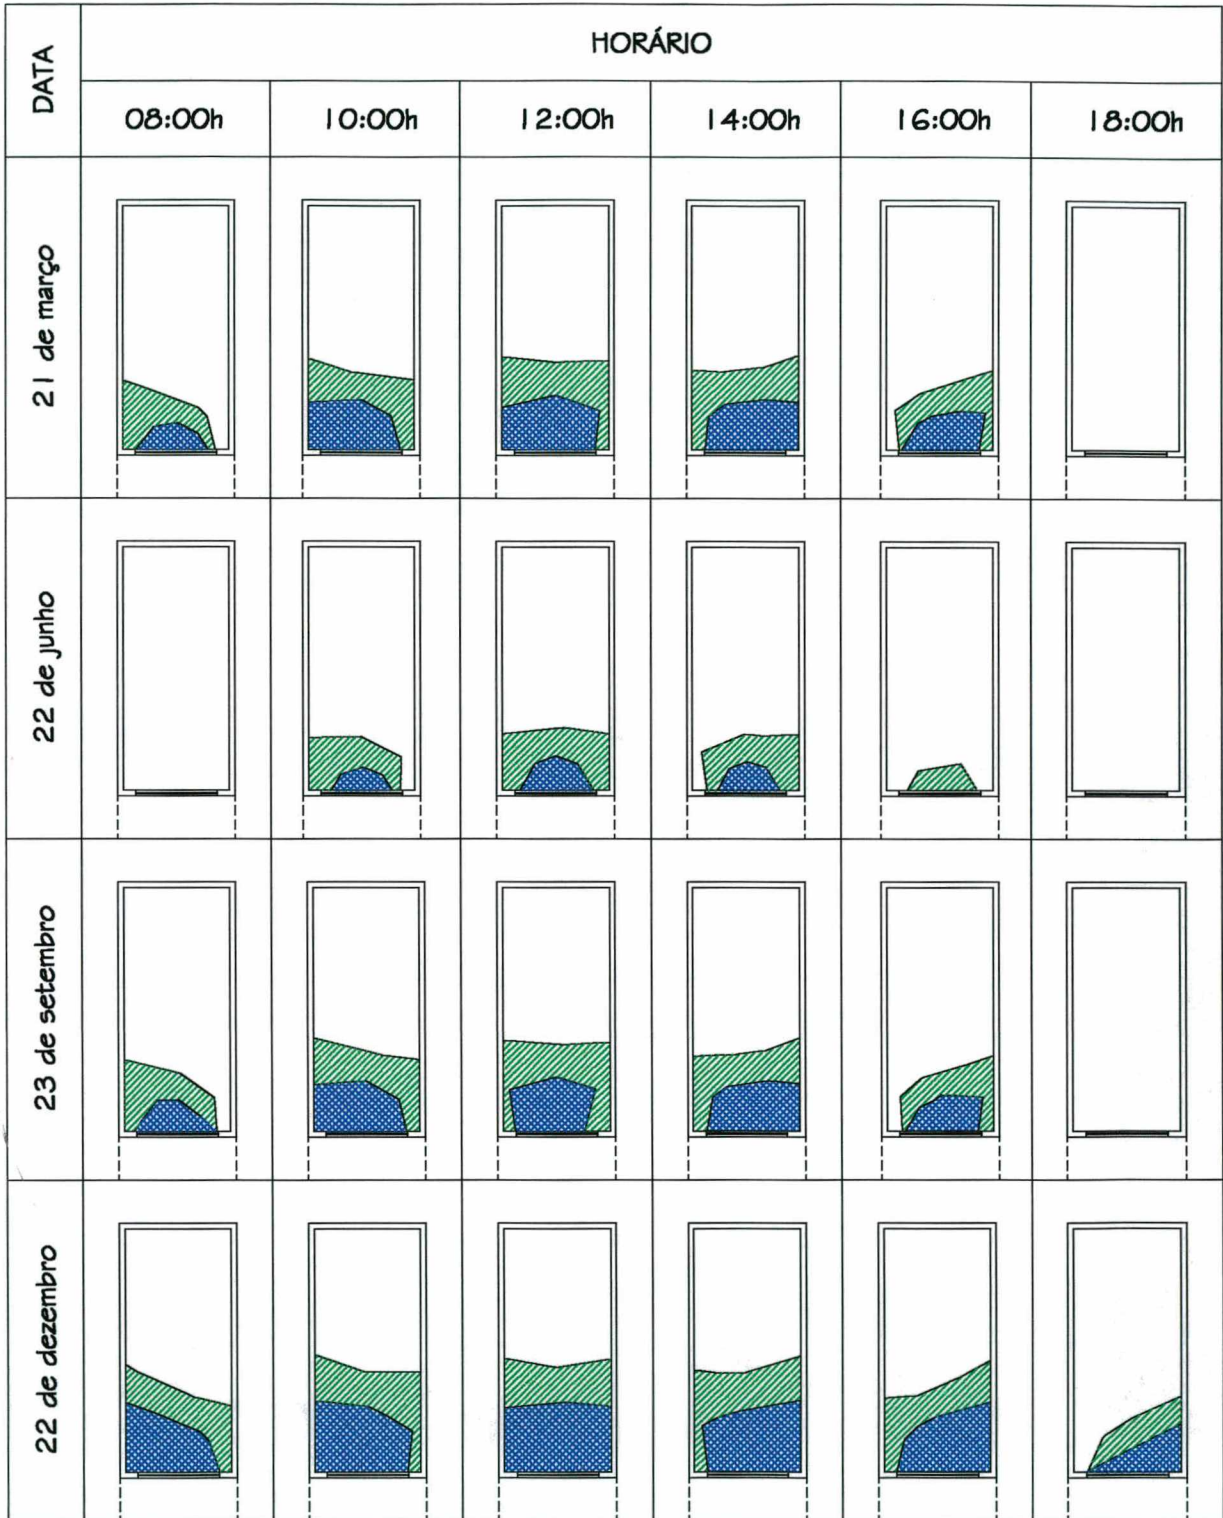 DATA
HORÁRIO
08:00h
10:00h
12:00h
14:00h
16:00h
18:00h
21 de março
22 de junho
23 de setembro
22 de dezembro